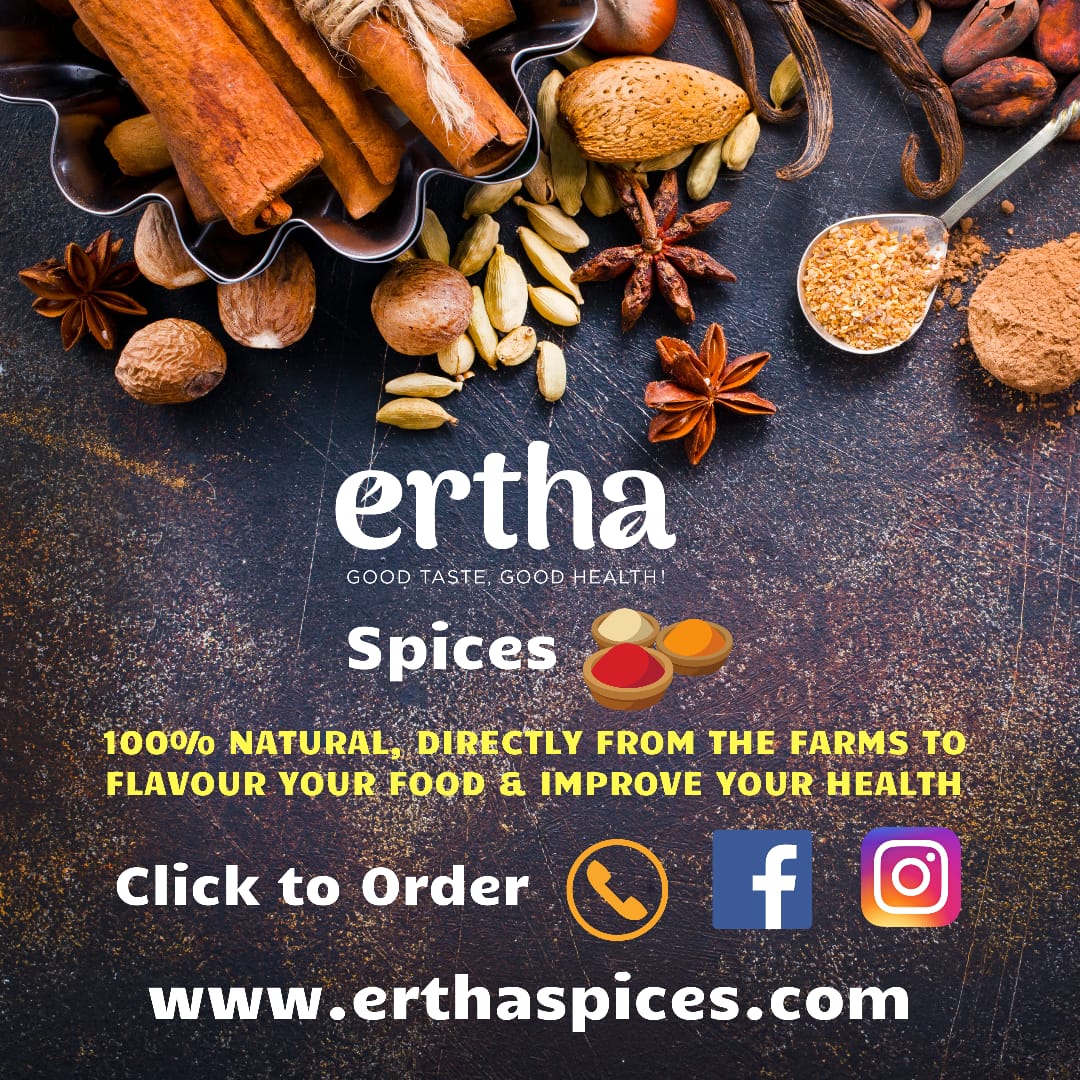 ertha
GOOD TASTE, GOOD HEALTH!
Spices
100% NATURAL, DIRECTLY FROM THE FARMS TO
FLAVOUR YOUR FOOD & IMPROVE YOUR HEALTH
Click to Order
www.erthaspices.com